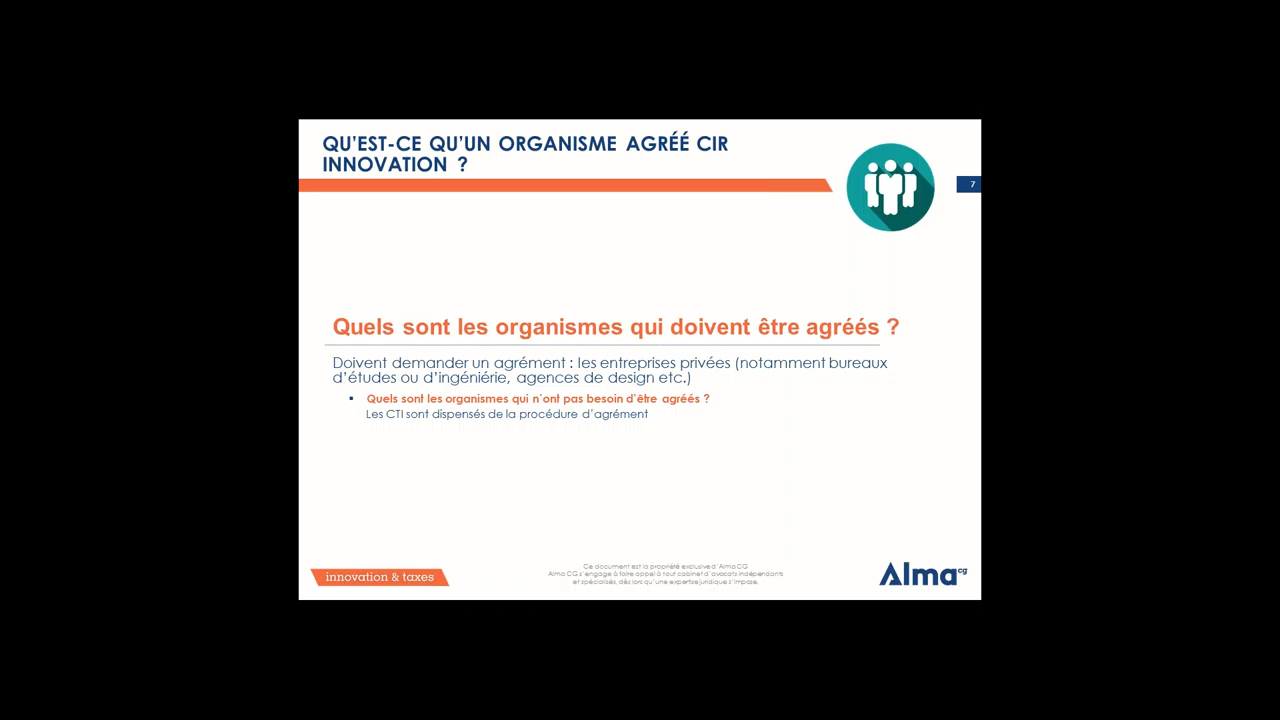 QU'EST-CE QU'UN ORGANISME AGRÉÉ CIR
INNOVATION ?
7
Quels sont les organismes qui doivent être agréés ?
Doivent demander un agrément : les entreprises privées (notamment bureaux
d'études ou d'ingéniérie, agences de design etc.)
▪ Quels sont les organismes qui n'ont pas besoin d'être agréés ?
Les CTI sont dispensés de la procédure d'agrément
innovation & taxes
Ce document est la propriété exclusive d'Alma CG
Alma CG s'engage à faire appel à tout cabinet d'avocats indépendants
et spécialisés, dès lors qu'une expertise juridique s'impose.
Alma cg